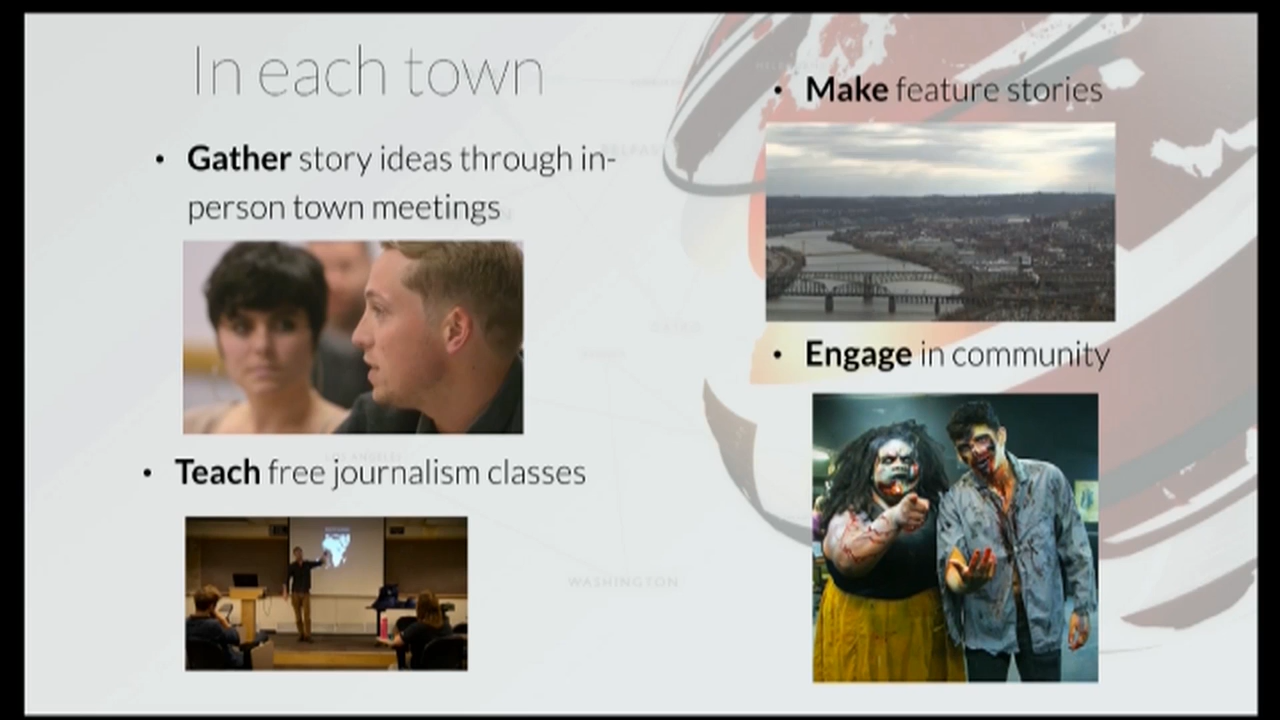 In each town
• Gather story ideas through in-
person town meetings
• Teach free journalism classes
• Make feature stories
• Engage in community
WASHINGTON